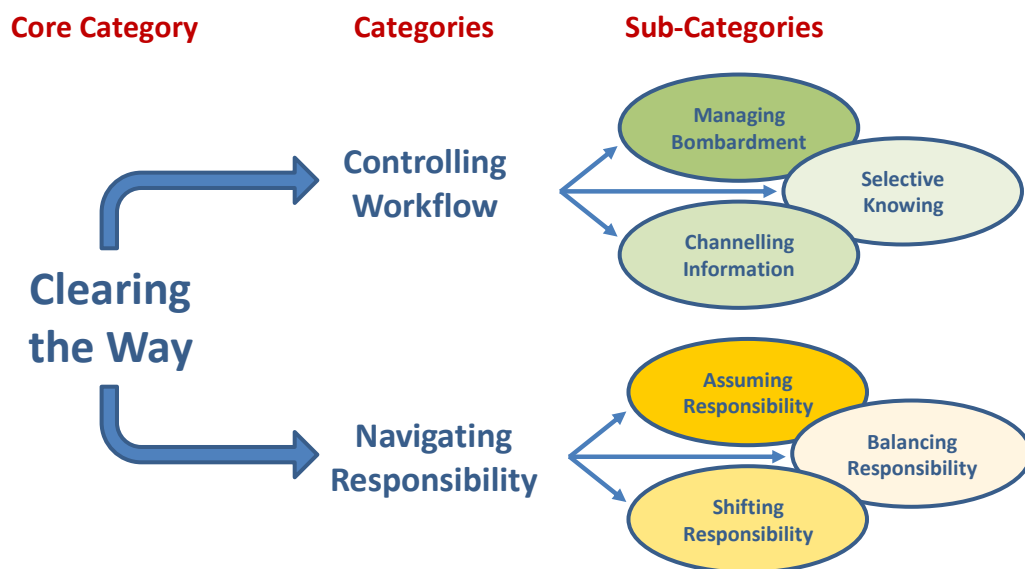 Core Category
Categories
Sub-Categories
Clearing
the Way
Controlling
Workflow
Managing
Bombardment
Selective
Knowing
Channelling
Information
Navigating
Responsibility
Assuming
Responsibility
Balancing
Responsibility
Shifting
Responsibility